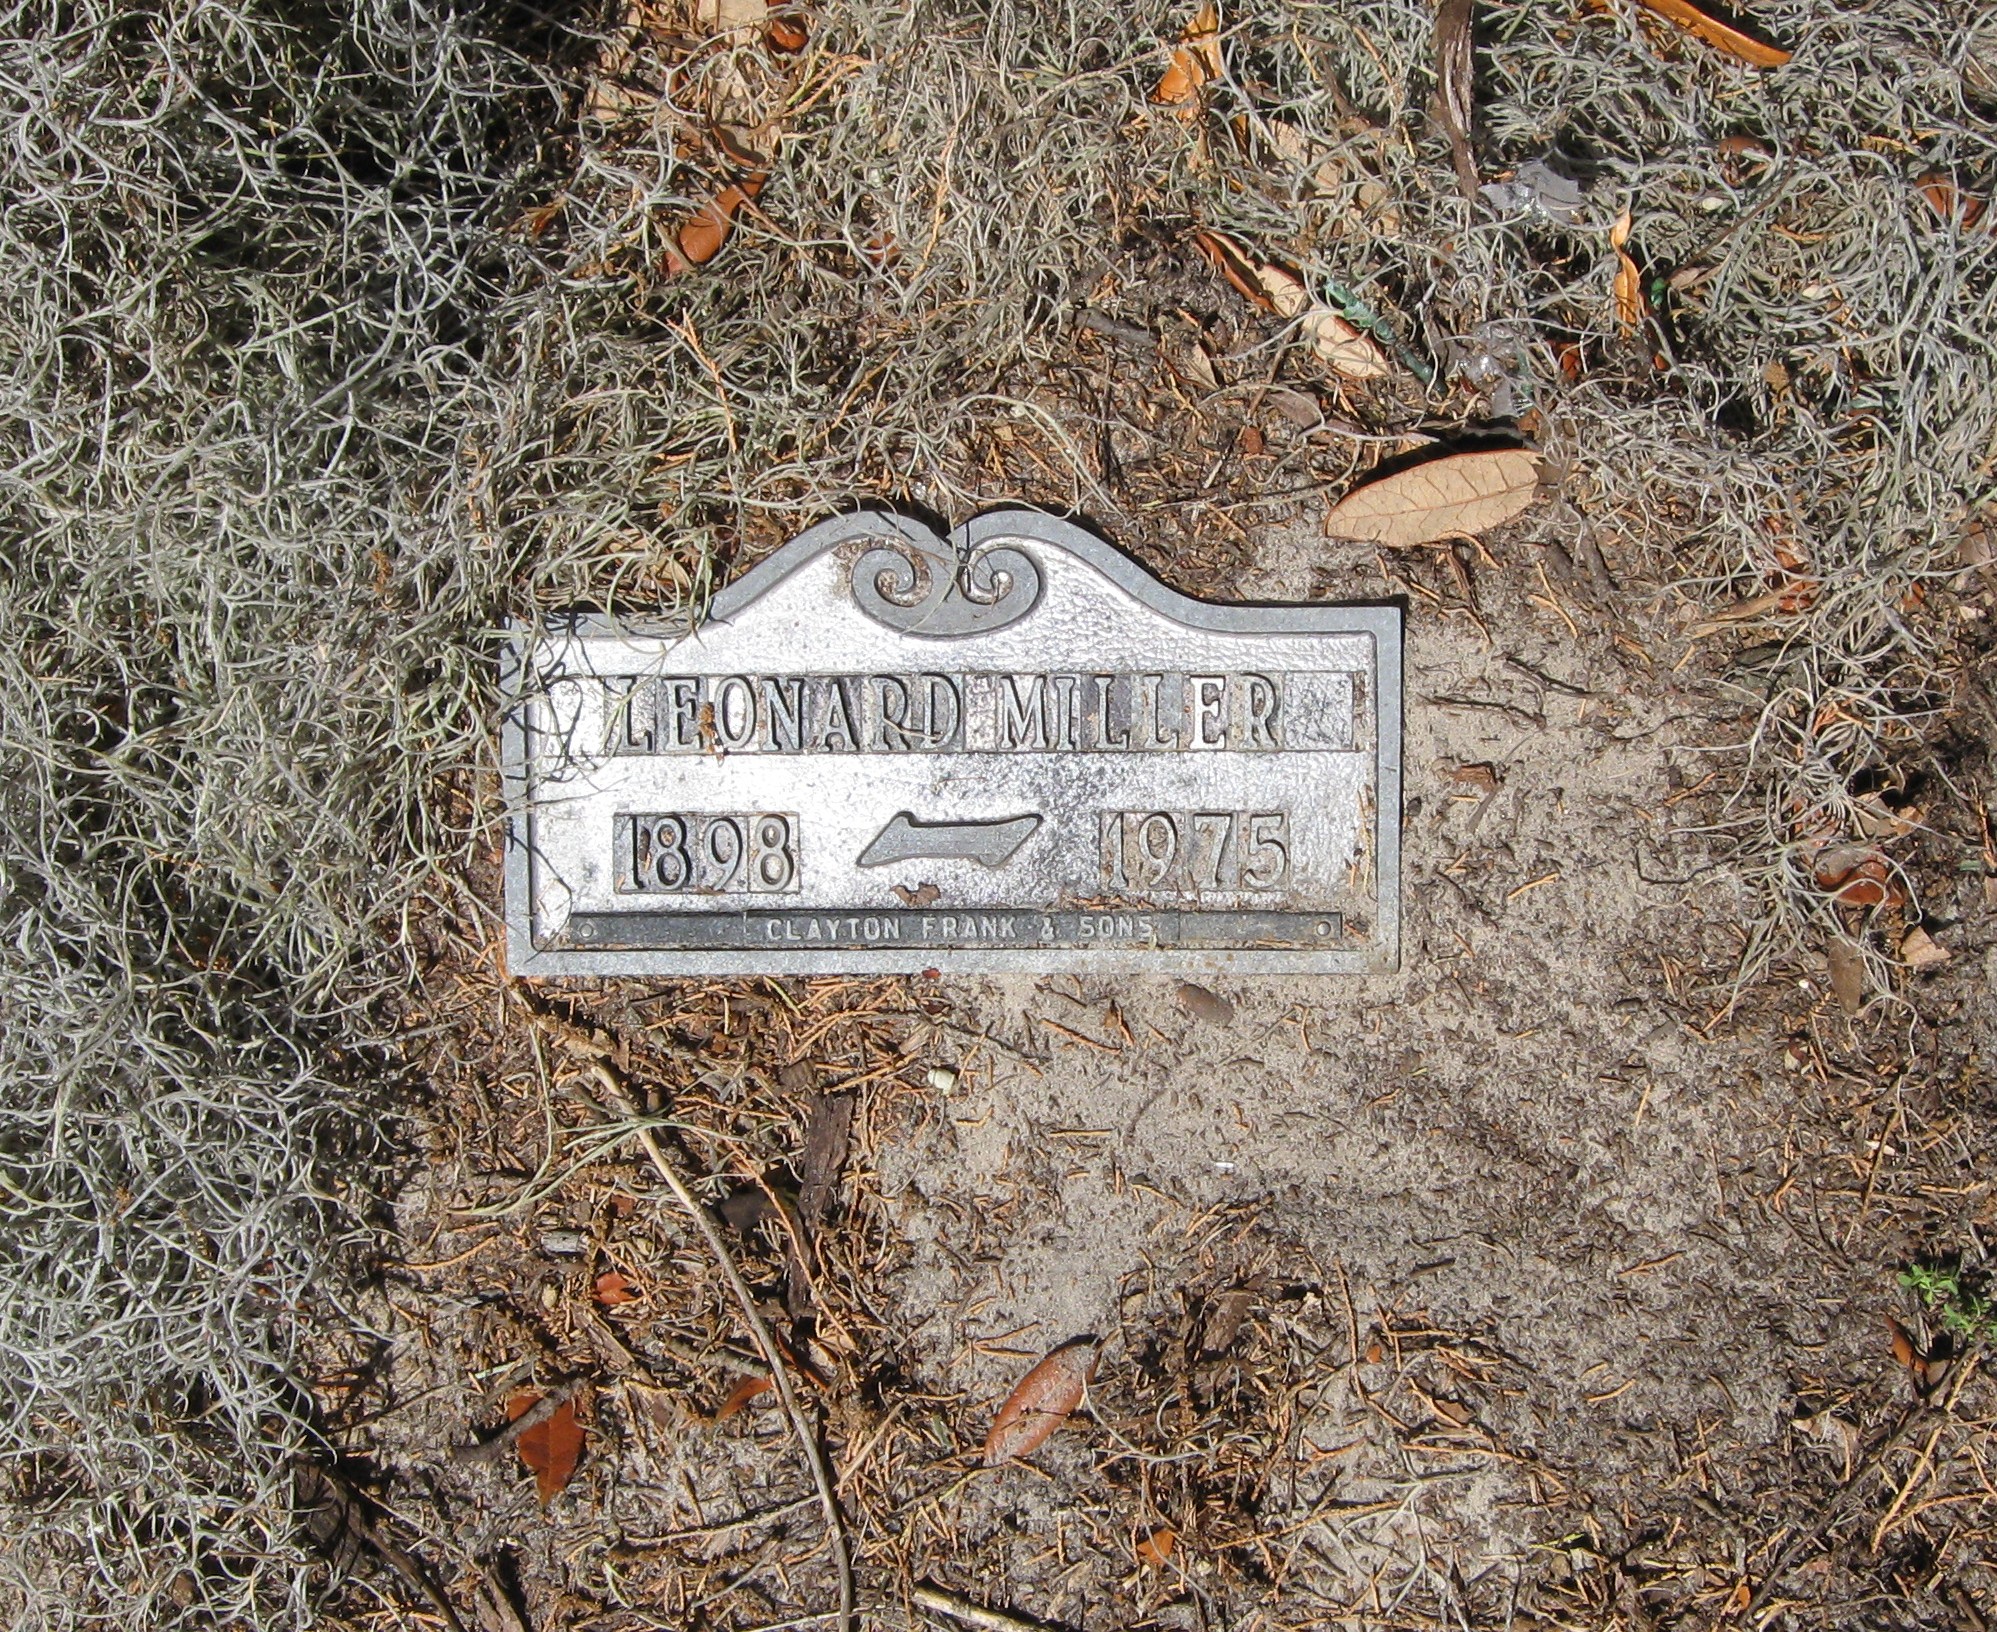 LEONARD MILLER
1898 1975
CLAYTON FRANK & SONS